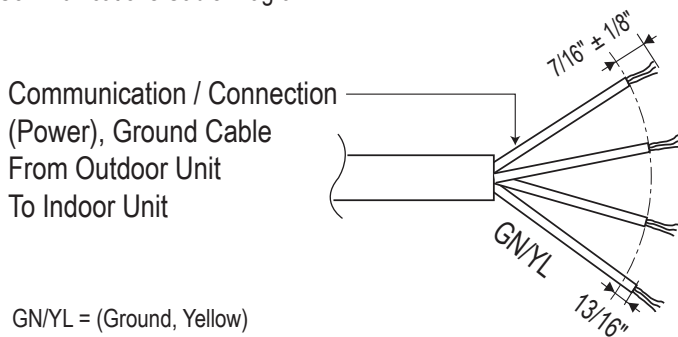 7/16" ± 1/8"
Communication / Connection
(Power), Ground Cable
From Outdoor Unit
To Indoor Unit
GN/YL
13/16"
GN/YL = (Ground, Yellow)